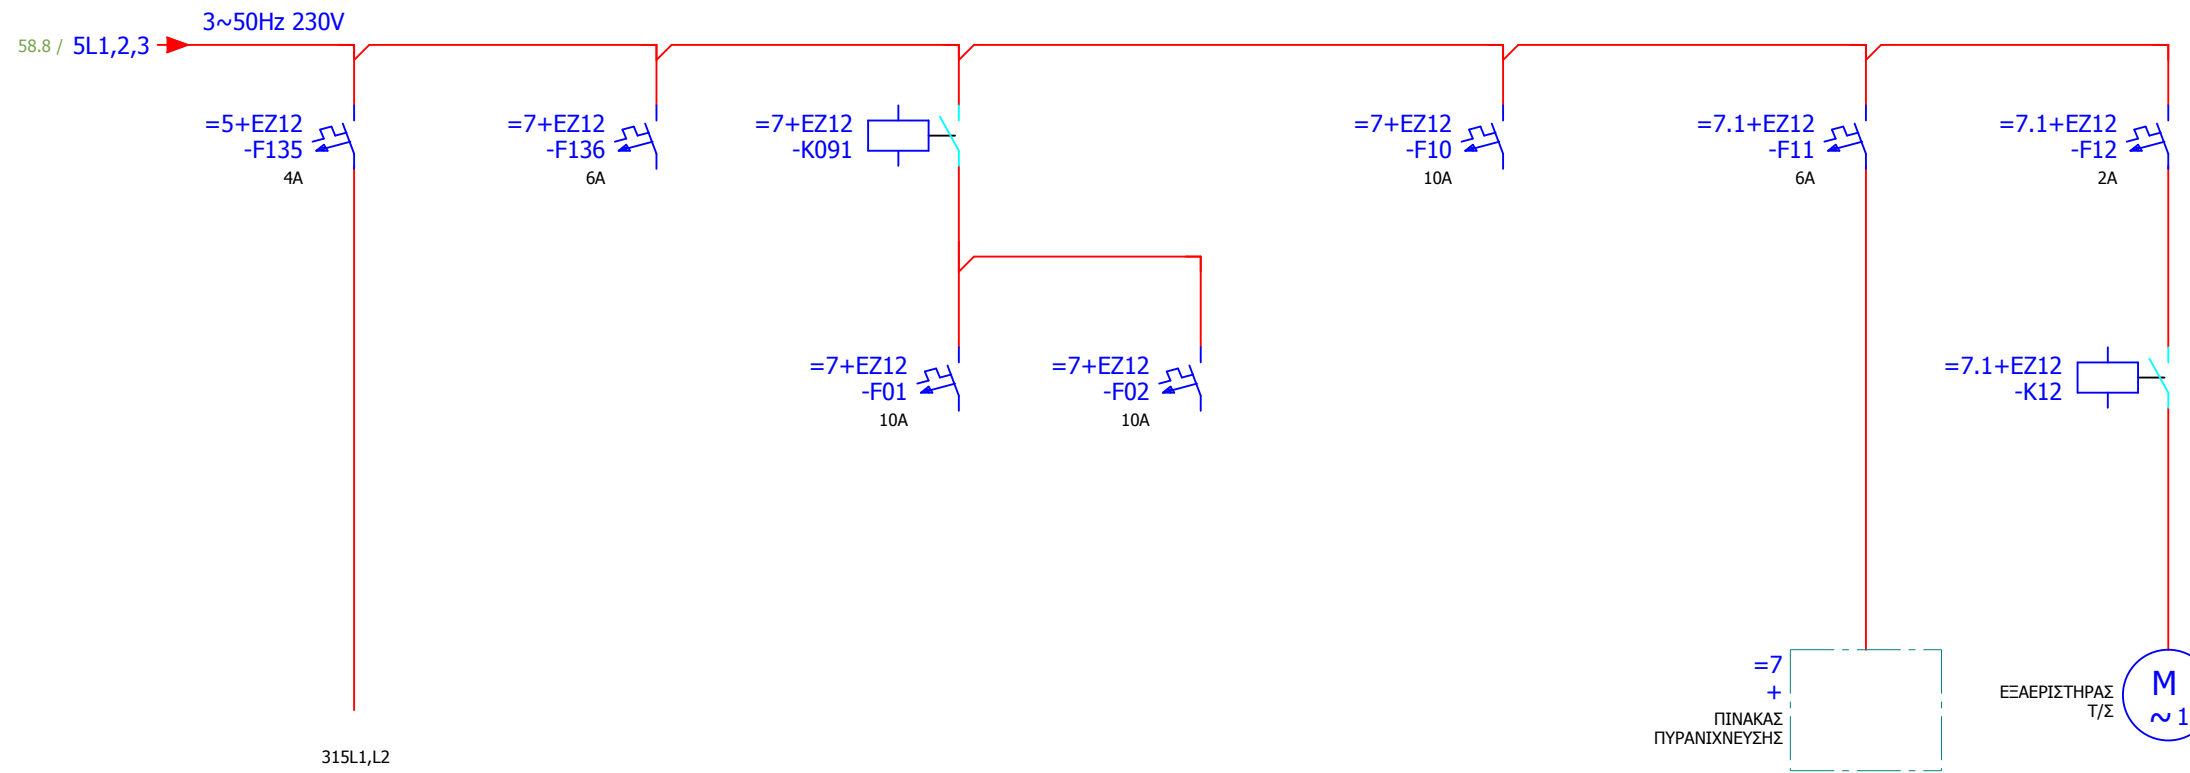 3~50Hz 230V
58.8 / 5L1,2,3
=5+EZ12
-F135
4A
=7+EZ12
-F136
6A
=7+EZ12
-K091
=7+EZ12
-F10
10A
=7.1+EZ12
-F11
6A
=7.1+EZ12
-F12
2A
=7+EZ12
-F01
10A
=7+EZ12
-F02
10A
=7.1+EZ12
-K12
=7
+
ΠΙΝΑΚΑΣ
ΠΥΡΑΝΙΧΝΕΥΣΗΣ
ΕΞΑΕΡΙΣΤΗΡΑΣ
Τ/Σ
M
~ 1
315L1,L2